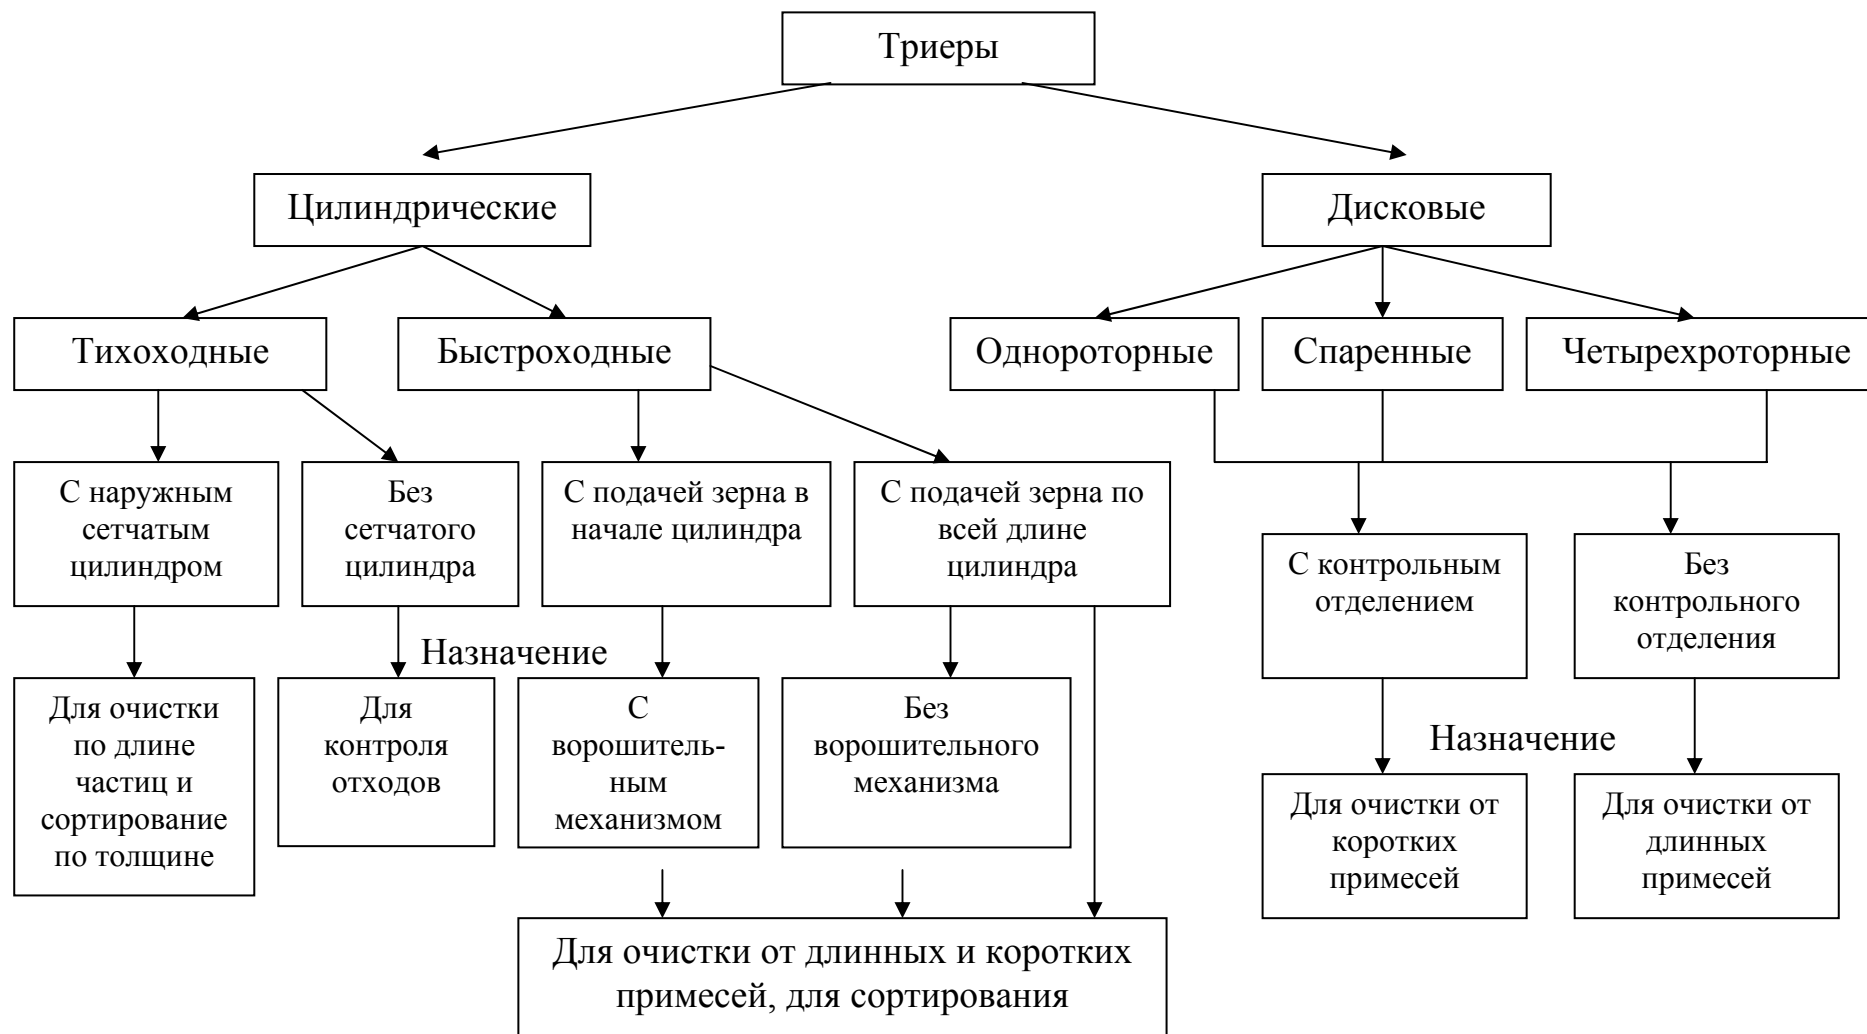 Триеры
Цилиндрические
Дисковые
Тихоходные
Быстроходные
Однороторные
Спаренные
Четырехроторные
С наружным
сетчатым
цилиндром
Без
сетчатого
цилиндра
С подачей зерна в
начале цилиндра
С подачей зерна по
всей длине
цилиндра
С контрольным
отделением
Без
контрольного
отделения
Назначение
Для очистки
по длине
частиц и
сортирование
по толщине
Для
контроля
отходов
С
ворошитель-
ным
механизмом
Без
ворошительного
механизма
Назначение
Для очистки от
коротких
примесей
Для очистки от
длинных
примесей
Для очистки от длинных и коротких
примесей, для сортирования